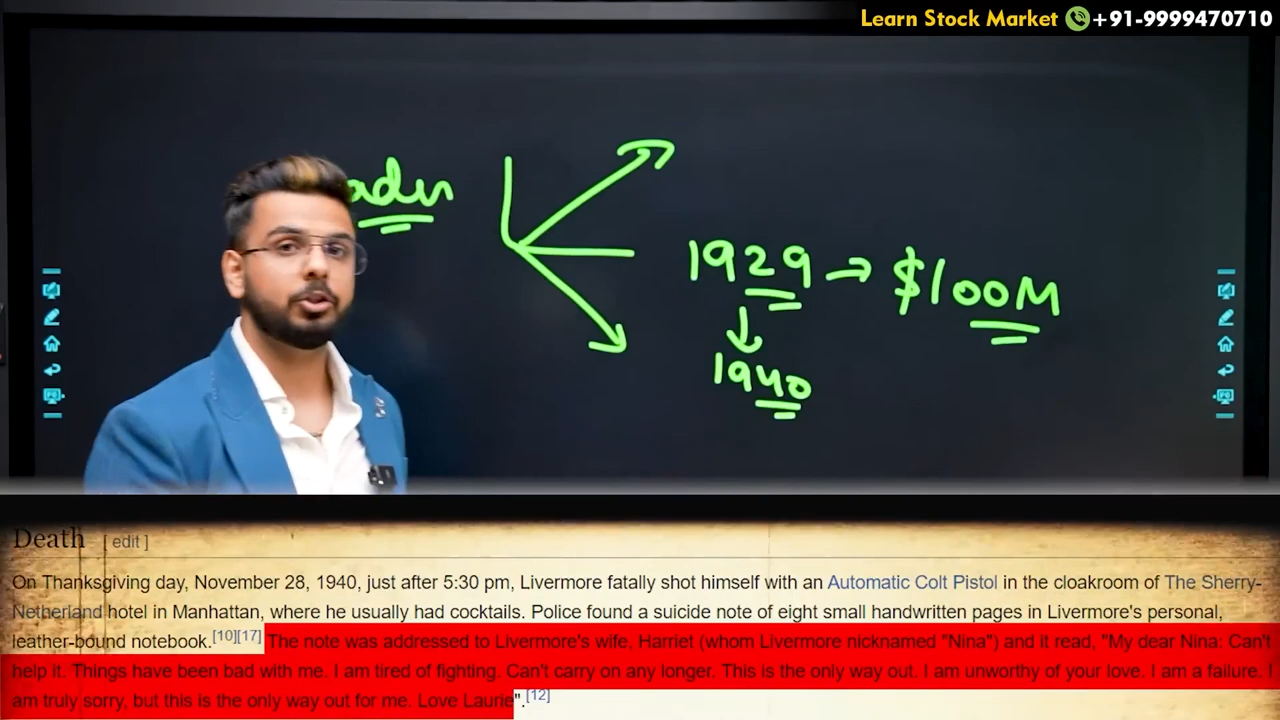 Learn Stock Market +91-9999470710
1929 → $100M
1940
Death [ edit ]
On Thanksgiving day, November 28, 1940, just after 5:30 pm, Livermore fatally shot himself with an Automatic Colt Pistol in the cloakroom of The Sherry-
Netherland hotel in Manhattan, where he usually had cocktails. Police found a suicide note of eight small handwritten pages in Livermore's personal,
leather-bound notebook.[10][17] The note was addressed to Livermore's wife, Harriet (whom Livermore nicknamed "Nina") and it read, "My dear Nina: Can't
help it. Things have been bad with me. I am tired of fighting. Can't carry on any longer. This is the only way out. I am unworthy of your love. I am a failure. I
am truly sorry, but this is the only way out for me. Love Laurie".[12]